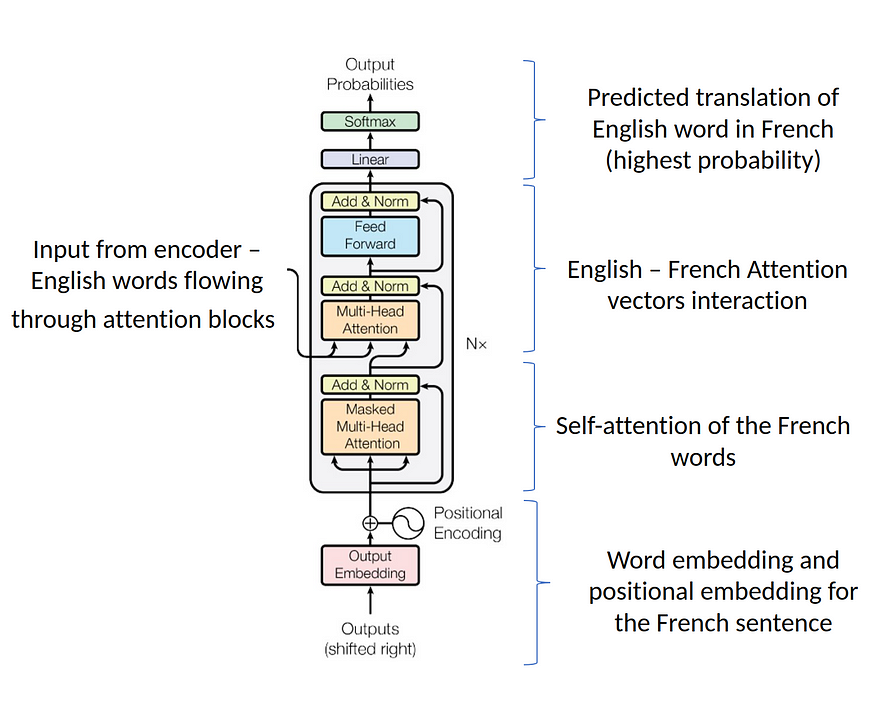 Output
Probabilities
Softmax
Linear
Add & Norm
Feed
Forward
Add & Norm
Multi-Head
Attention
Nx
Add & Norm
Masked
Multi-Head
Attention
Positional
Encoding
Output
Embedding
Outputs
(shifted right)
Input from encoder –
English words flowing
through attention blocks
Predicted translation of
English word in French
(highest probability)
English – French Attention
vectors interaction
Self-attention of the French
words
Word embedding and
positional embedding for
the French sentence